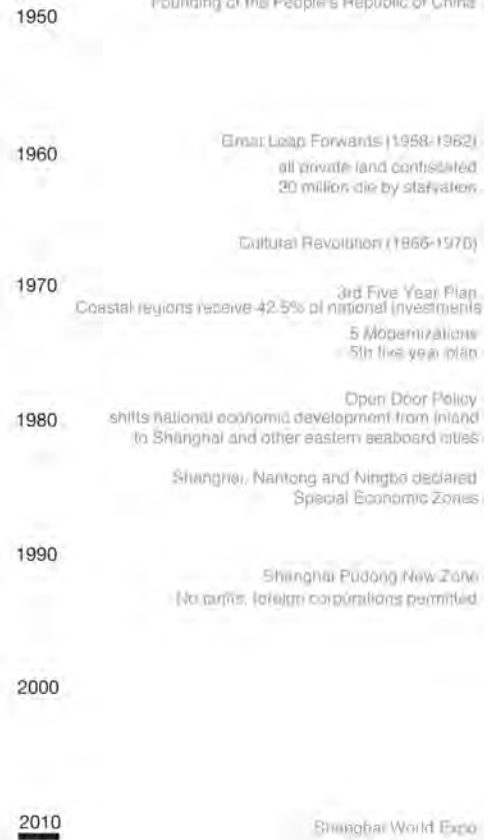 Founding of the People's Republic of China
1950
Great Leap Forwards (1958-1962)
1960
all private land confiscated
20 million die by starvation
Cultural Revolution (1966-1976)
1970
3rd Five Year Plan
Coastal regions receive 42.5% of national investments
5 Modernizations
5th five year plan
Open Door Policy
1980
shifts national economic development from inland
to Shanghai and other eastern seaboard cities
Shanghai, Nantong and Ningbo declared
Special Economic Zones
1990
Shanghai Pudong New Zone
No tariffs, foreign corporations permitted
2000
2010
Shanghai World Expo